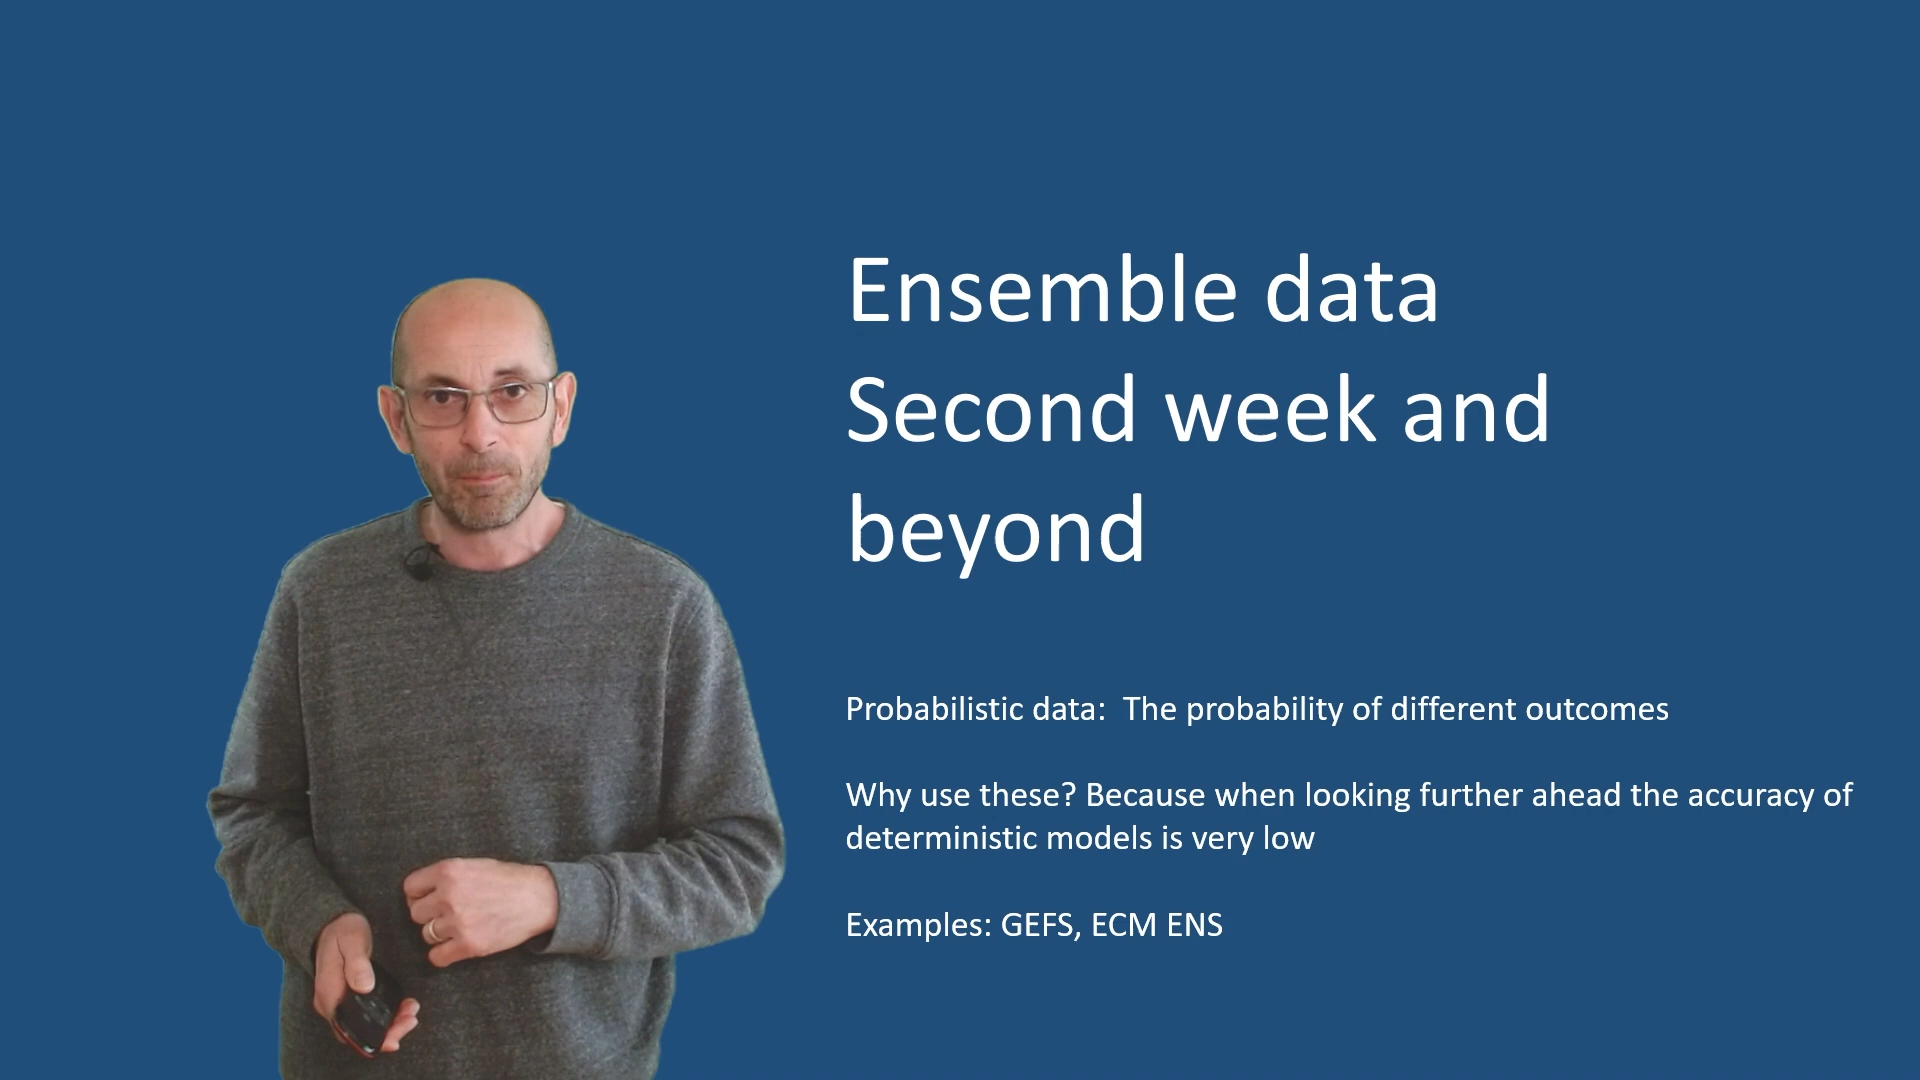 Ensemble data
Second week and
beyond
Probabilistic data:  The probability of different outcomes
Why use these? Because when looking further ahead the accuracy of
deterministic models is very low
Examples: GEFS, ECM ENS